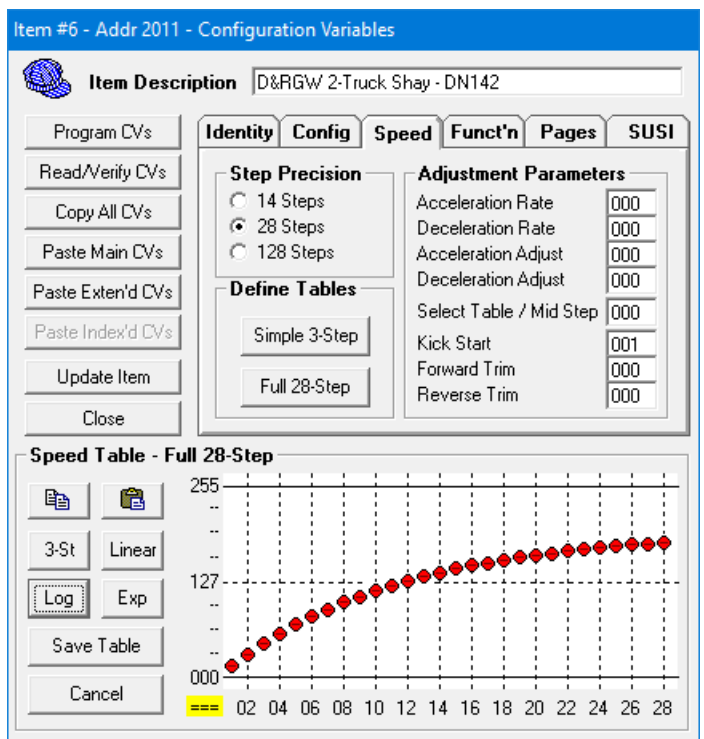 Item #6 - Addr 2011 - Configuration Variables
Item Description D&RGW 2-Truck Shay - DN142
Program CVs
Read/Verify CVs
Copy All CVs
Paste Main CVs
Paste Exten'd CVs
Paste Index'd CVs
Update Item
Close
Identity Config Speed Funct'n Pages SUSI
Step Precision
14 Steps
28 Steps
128 Steps
Define Tables
Simple 3-Step
Full 28-Step
Adjustment Parameters
Acceleration Rate 000
Deceleration Rate 000
Acceleration Adjust 000
Deceleration Adjust 000
Select Table / Mid Step 000
Kick Start 001
Forward Trim 000
Reverse Trim 000
Speed Table - Full 28-Step
3-St Linear
Log Exp
Save Table
Cancel
255
--
--
--
127
--
--
--
000
=== 02 04 06 08 10 12 14 16 18 20 22 24 26 28